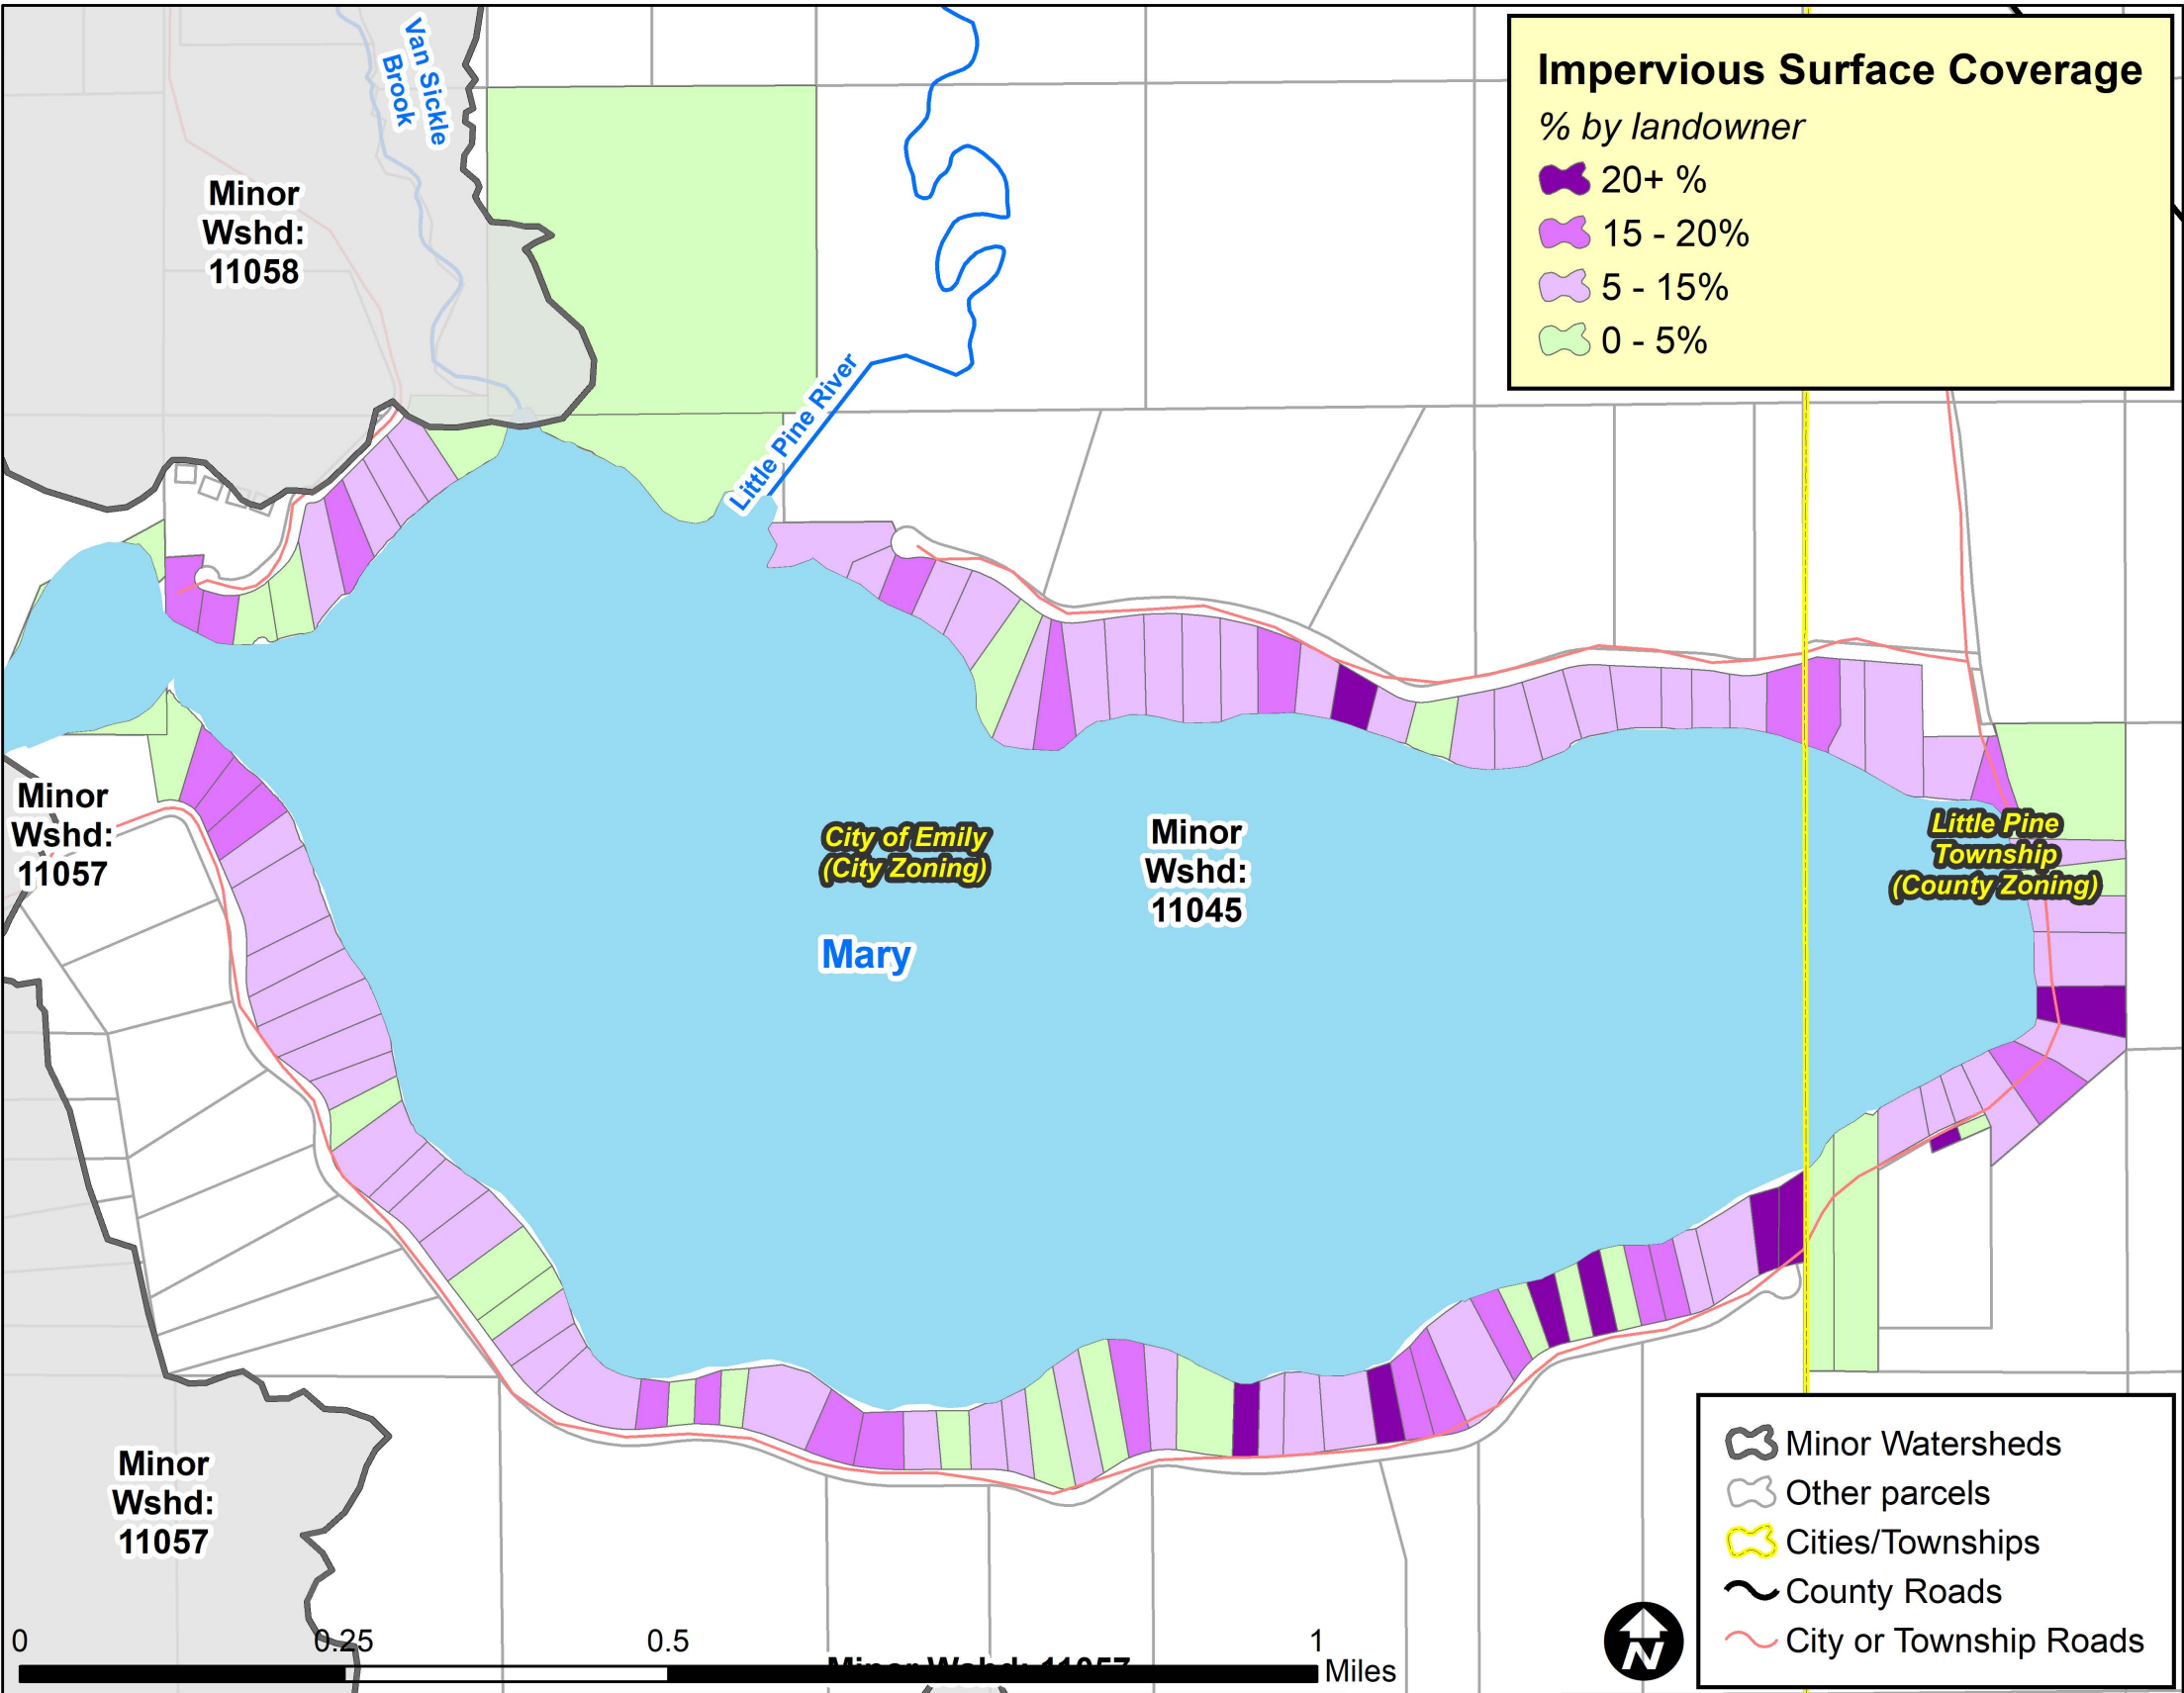 Van Sickle
Brook
Minor
Wshd:
11058
Impervious Surface Coverage
% by landowner
20+ %
15 - 20%
5 - 15%
0 - 5%
Little Pine River
Minor
Wshd:
11057
City of Emily
(City Zoning)
Minor
Wshd:
11045
Little Pine
Township
(County Zoning)
Mary
Minor
Wshd:
11057
Minor Watersheds
Other parcels
Cities/Townships
County Roads
City or Township Roads
0 0.25 0.5 1
Miles
Minor Wshd: 11057
N